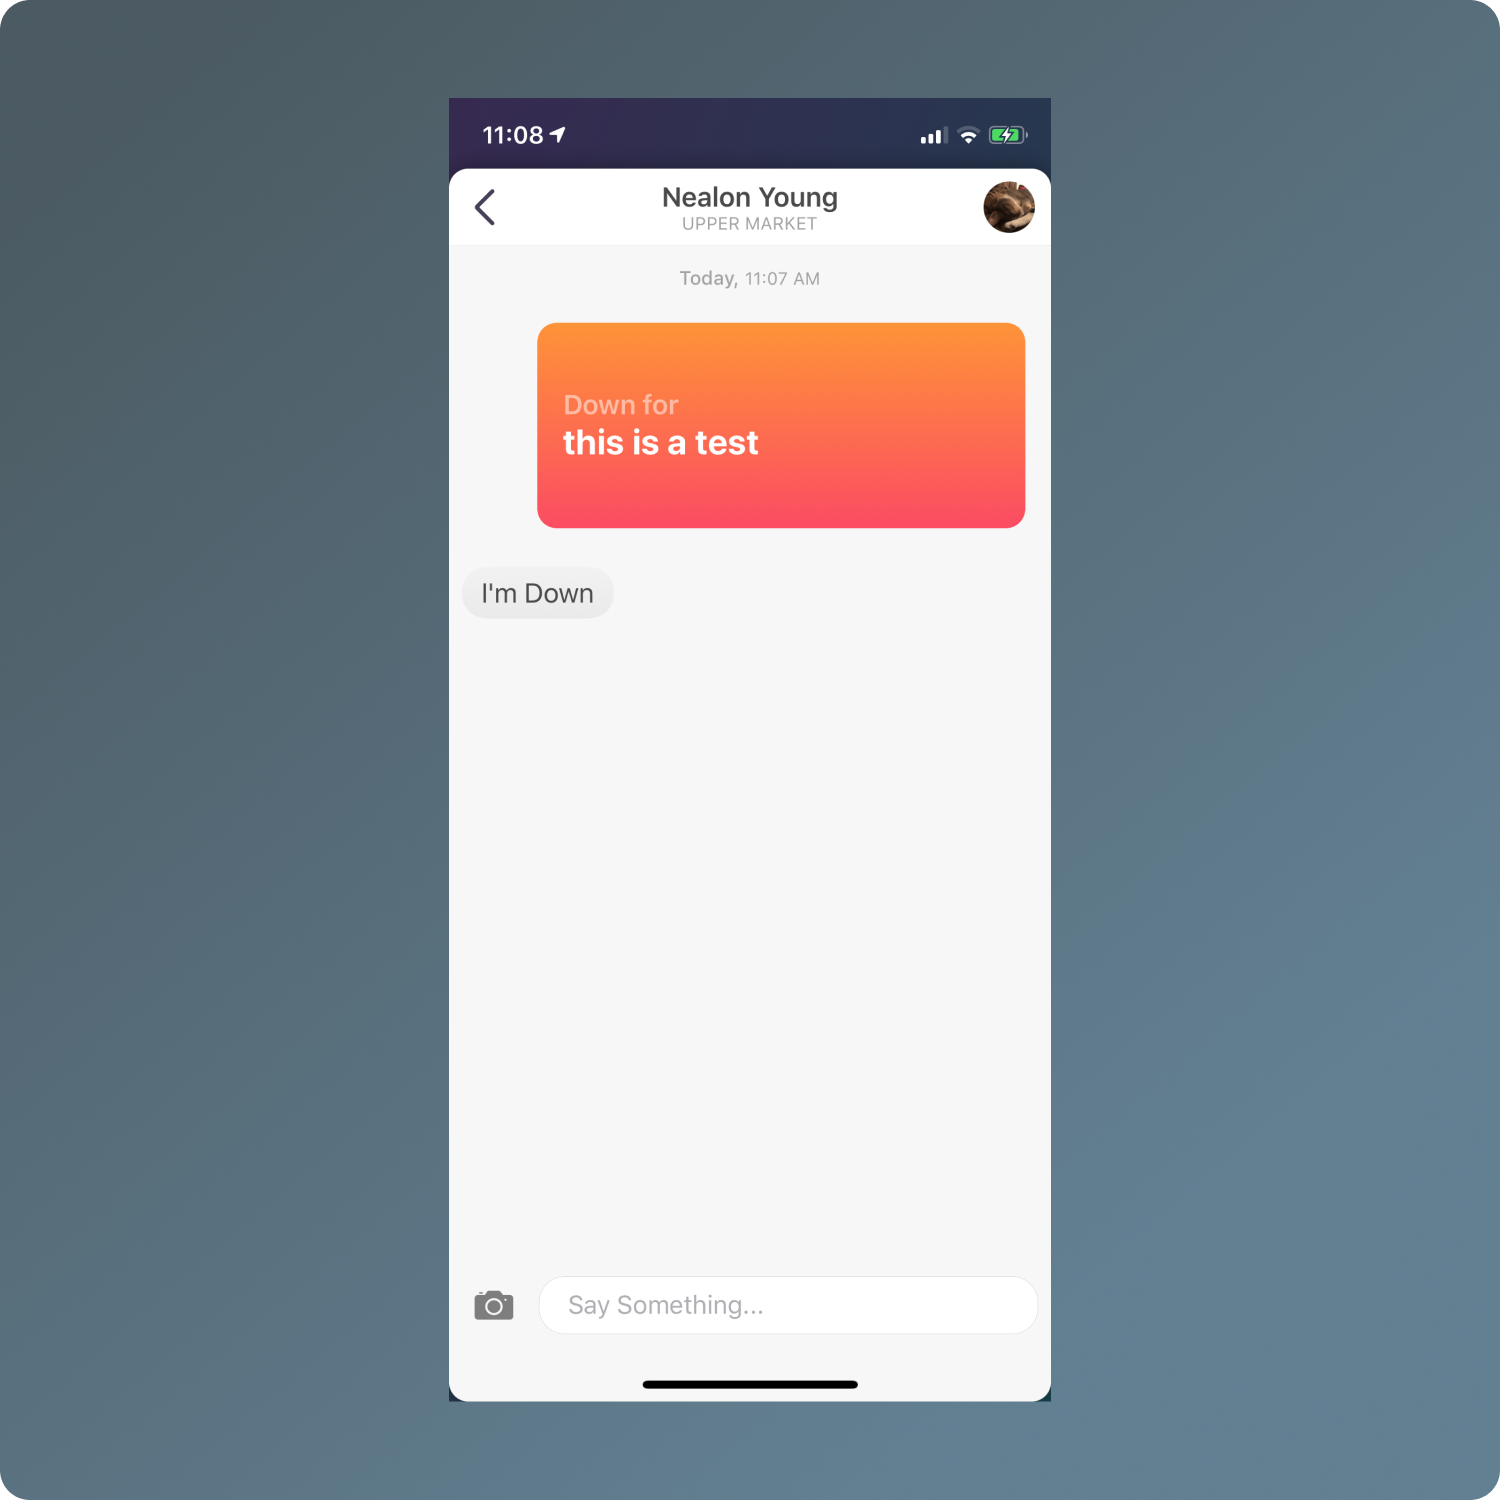 11:08
Nealon Young
UPPER MARKET
Today, 11:07 AM
Down for
this is a test
I'm Down
Say Something...